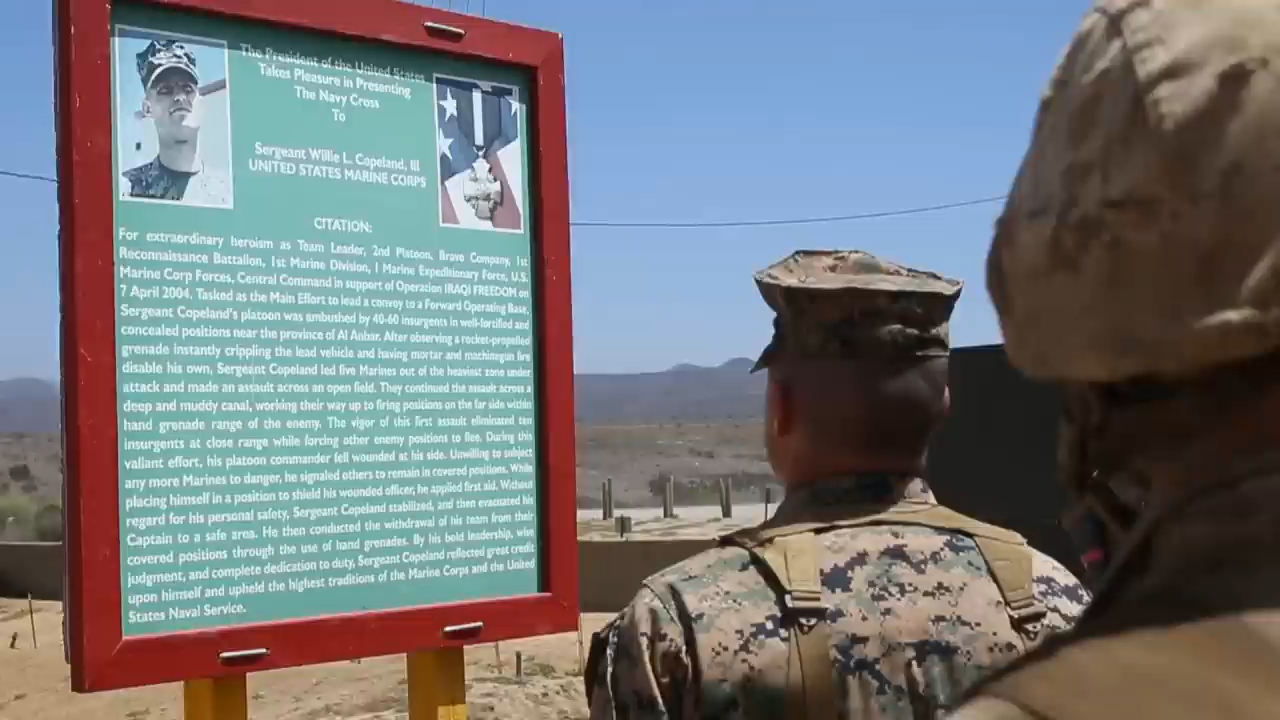 The President of the United States
Takes Pleasure in Presenting
The Navy Cross
To
Sergeant Willie L. Copeland, III
UNITED STATES MARINE CORPS
CITATION:
For extraordinary heroism as Team Leader, 2nd Platoon, Bravo Company, 1st
Reconnaissance Battalion, 1st Marine Division, I Marine Expeditionary Force, U.S.
Marine Corp Forces, Central Command in support of Operation IRAQI FREEDOM on
7 April 2004. Tasked as the Main Effort to lead a convoy to a Forward Operating Base,
Sergeant Copeland's platoon was ambushed by 40-60 insurgents in well-fortified and
concealed positions near the province of Al Anbar. After observing a rocket-propelled
grenade instantly crippling the lead vehicle and having mortar and machinegun fire
disable his own, Sergeant Copeland led five Marines out of the heaviest zone under
attack and made an assault across an open field. They continued the assault across a
deep and muddy canal, working their way up to firing positions on the far side within
hand grenade range of the enemy. The vigor of this first assault eliminated ten
insurgents at close range while forcing other enemy positions to flee. During this
valiant effort, his platoon commander fell wounded at his side. Unwilling to subject
any more Marines to danger, he signaled others to remain in covered positions. While
placing himself in a position to shield his wounded officer, he applied first aid. Without
regard for his personal safety, Sergeant Copeland stabilized, and then evacuated his
Captain to a safe area. He then conducted the withdrawal of his team from their
covered positions through the use of hand grenades. By his bold leadership, wise
judgment, and complete dedication to duty, Sergeant Copeland reflected great credit
upon himself and upheld the highest traditions of the Marine Corps and the United
States Naval Service.